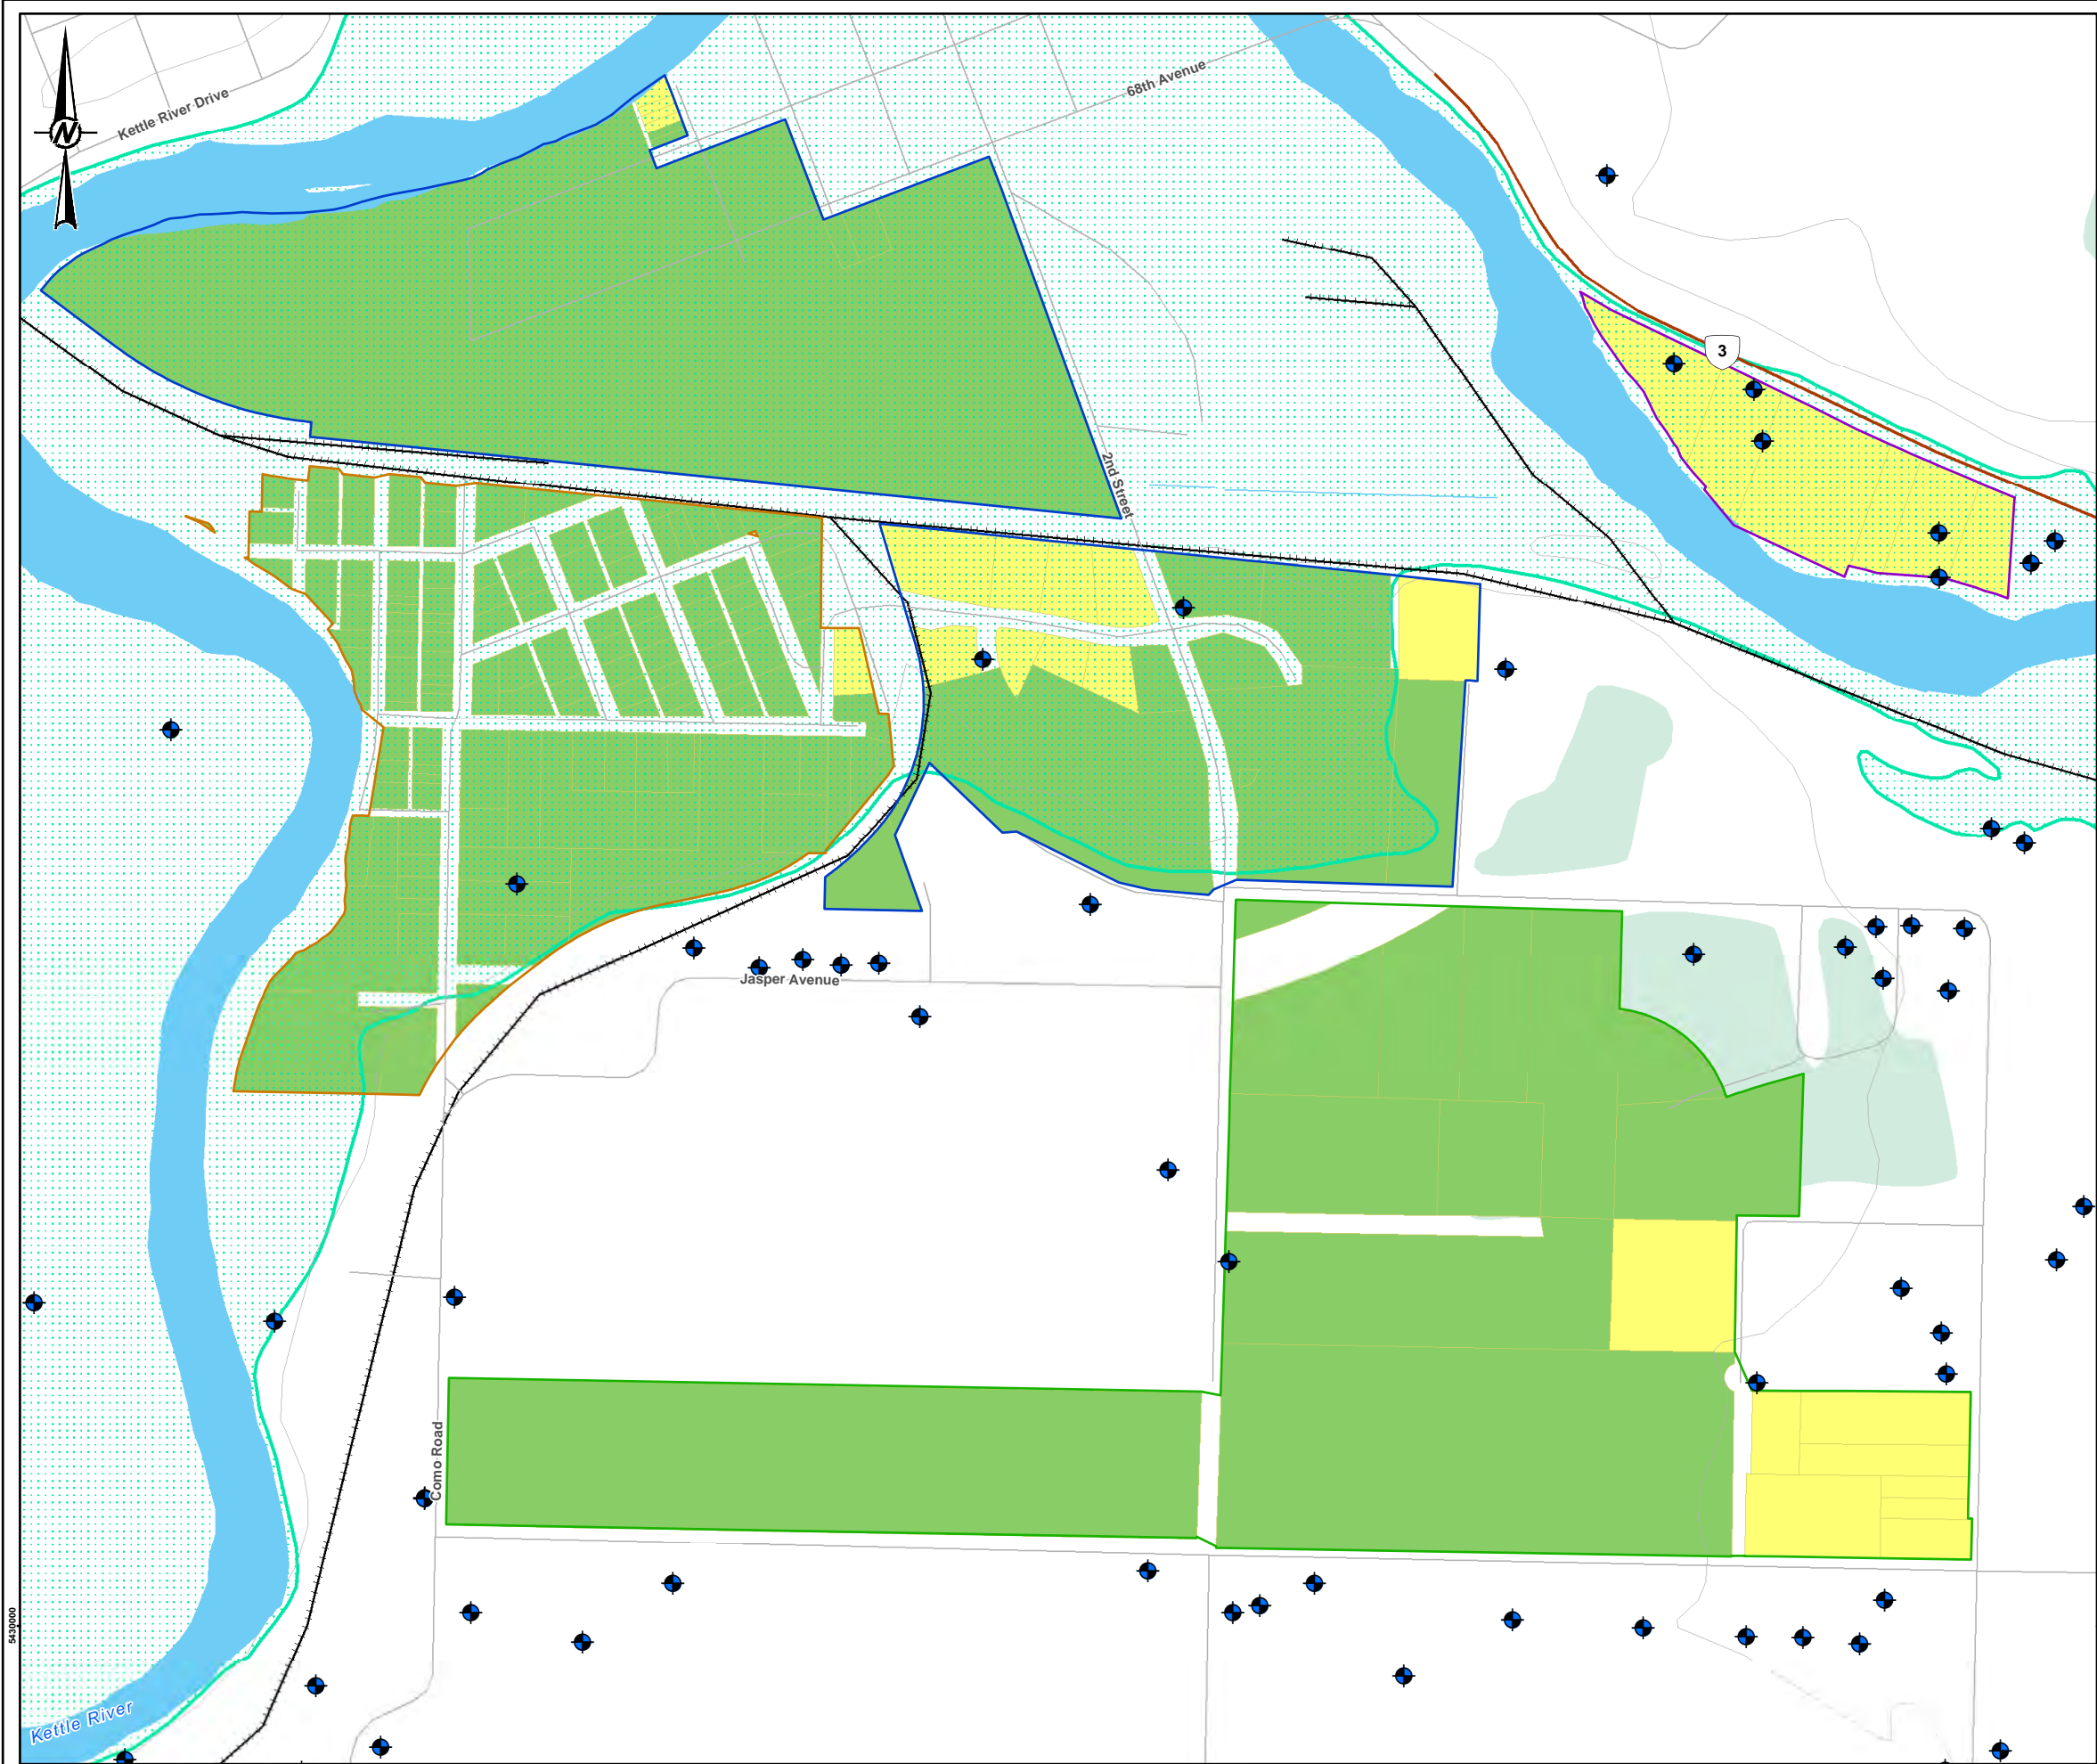 N
Kettle River Drive
68th Avenue
3
2nd Street
Jasper Avenue
Como Road
5430000
Kettle River